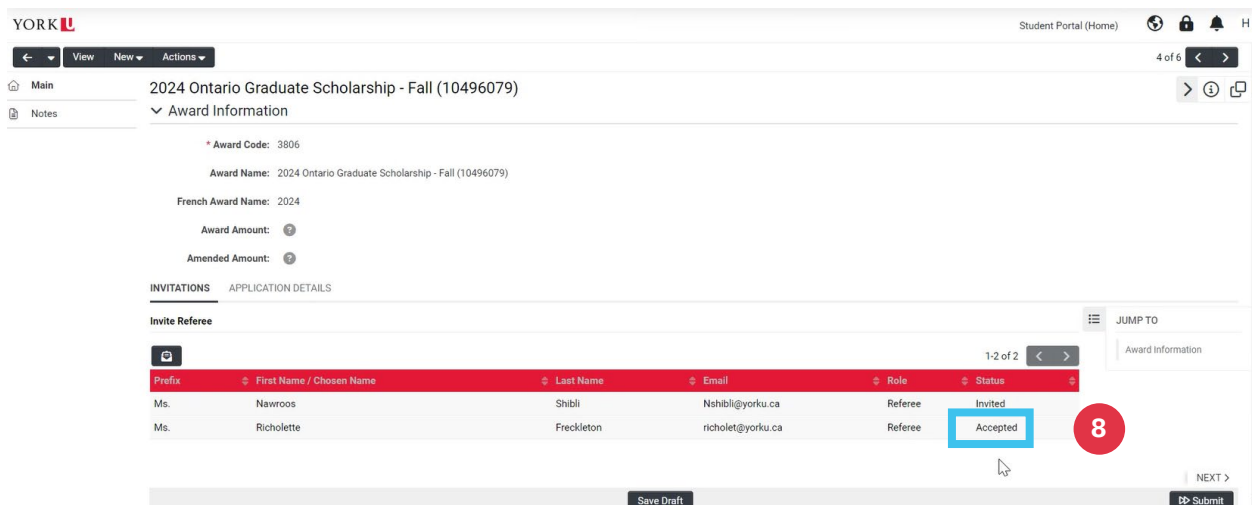 YORK U
Student Portal (Home)
H
View New Actions
4 of 6
Main
Notes
2024 Ontario Graduate Scholarship - Fall (10496079)
Award Information
* Award Code: 3806
Award Name: 2024 Ontario Graduate Scholarship - Fall (10496079)
French Award Name: 2024
Award Amount: ?
Amended Amount: ?
INVITATIONS APPLICATION DETAILS
Invite Referee
JUMP TO
Award Information
1-2 of 2
Prefix First Name / Chosen Name Last Name Email Role Status
Ms. Nawroos Shibli Nshibli@yorku.ca Referee Invited
Ms. Richolette Freckleton richolet@yorku.ca Referee Accepted
8
NEXT >
Save Draft
Submit